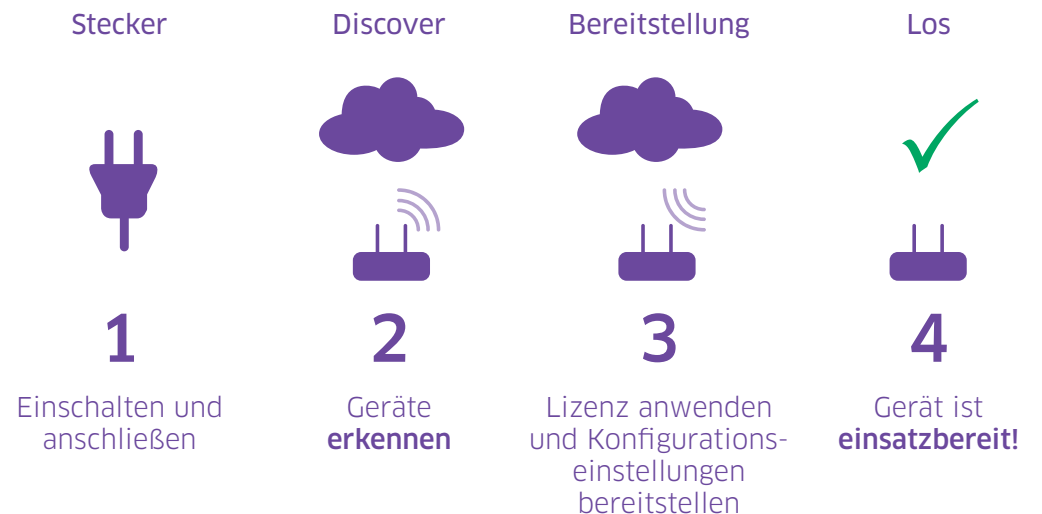 Stecker
1
Einschalten und
anschließen
Discover
2
Geräte
erkennen
Bereitstellung
3
Lizenz anwenden
und Konfigurations-
einstellungen
bereitstellen
Los
4
Gerät ist
einsatzbereit!